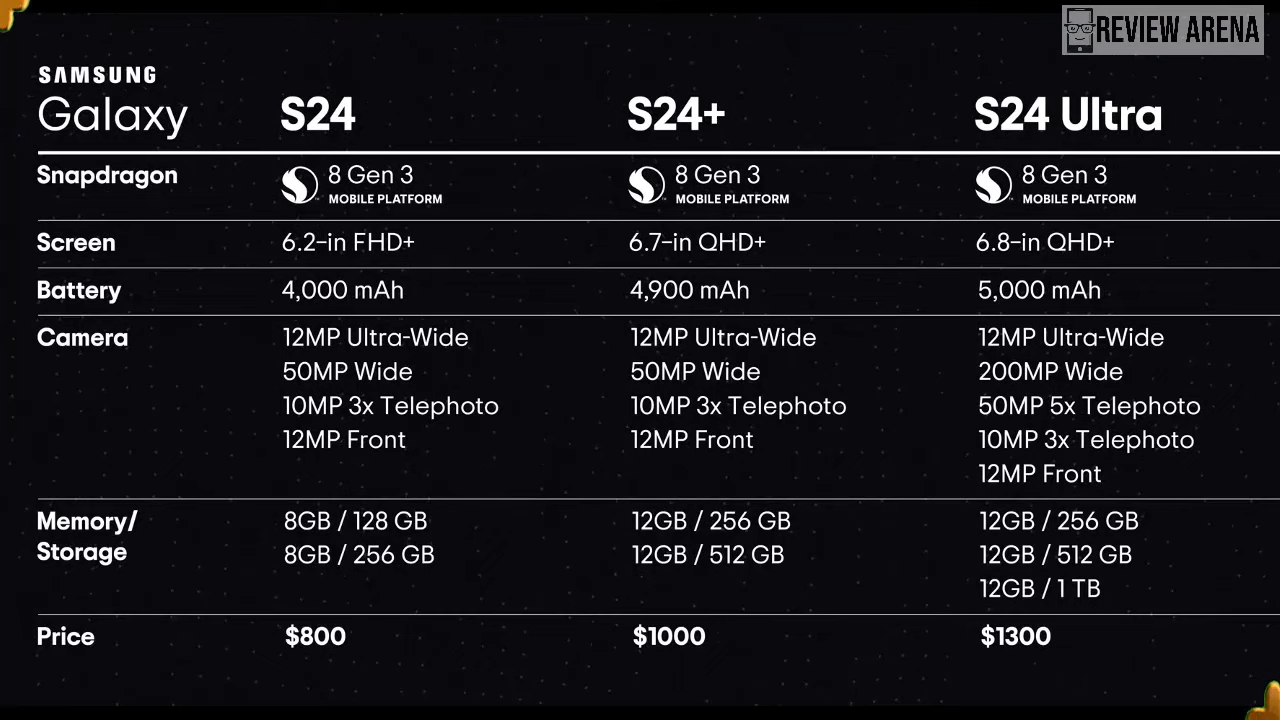 REVIEW ARENA
SAMSUNG
Galaxy S24 S24+ S24 Ultra
Snapdragon 8 Gen 3 8 Gen 3 8 Gen 3
MOBILE PLATFORM MOBILE PLATFORM MOBILE PLATFORM
Screen 6.2-in FHD+ 6.7-in QHD+ 6.8-in QHD+
Battery 4,000 mAh 4,900 mAh 5,000 mAh
Camera 12MP Ultra-Wide 12MP Ultra-Wide 12MP Ultra-Wide
50MP Wide 50MP Wide 200MP Wide
10MP 3x Telephoto 10MP 3x Telephoto 50MP 5x Telephoto
12MP Front 12MP Front 10MP 3x Telephoto
12MP Front
Memory/ 8GB / 128 GB 12GB / 256 GB 12GB / 256 GB
Storage 8GB / 256 GB 12GB / 512 GB 12GB / 512 GB
12GB / 1 TB
Price $800 $1000 $1300